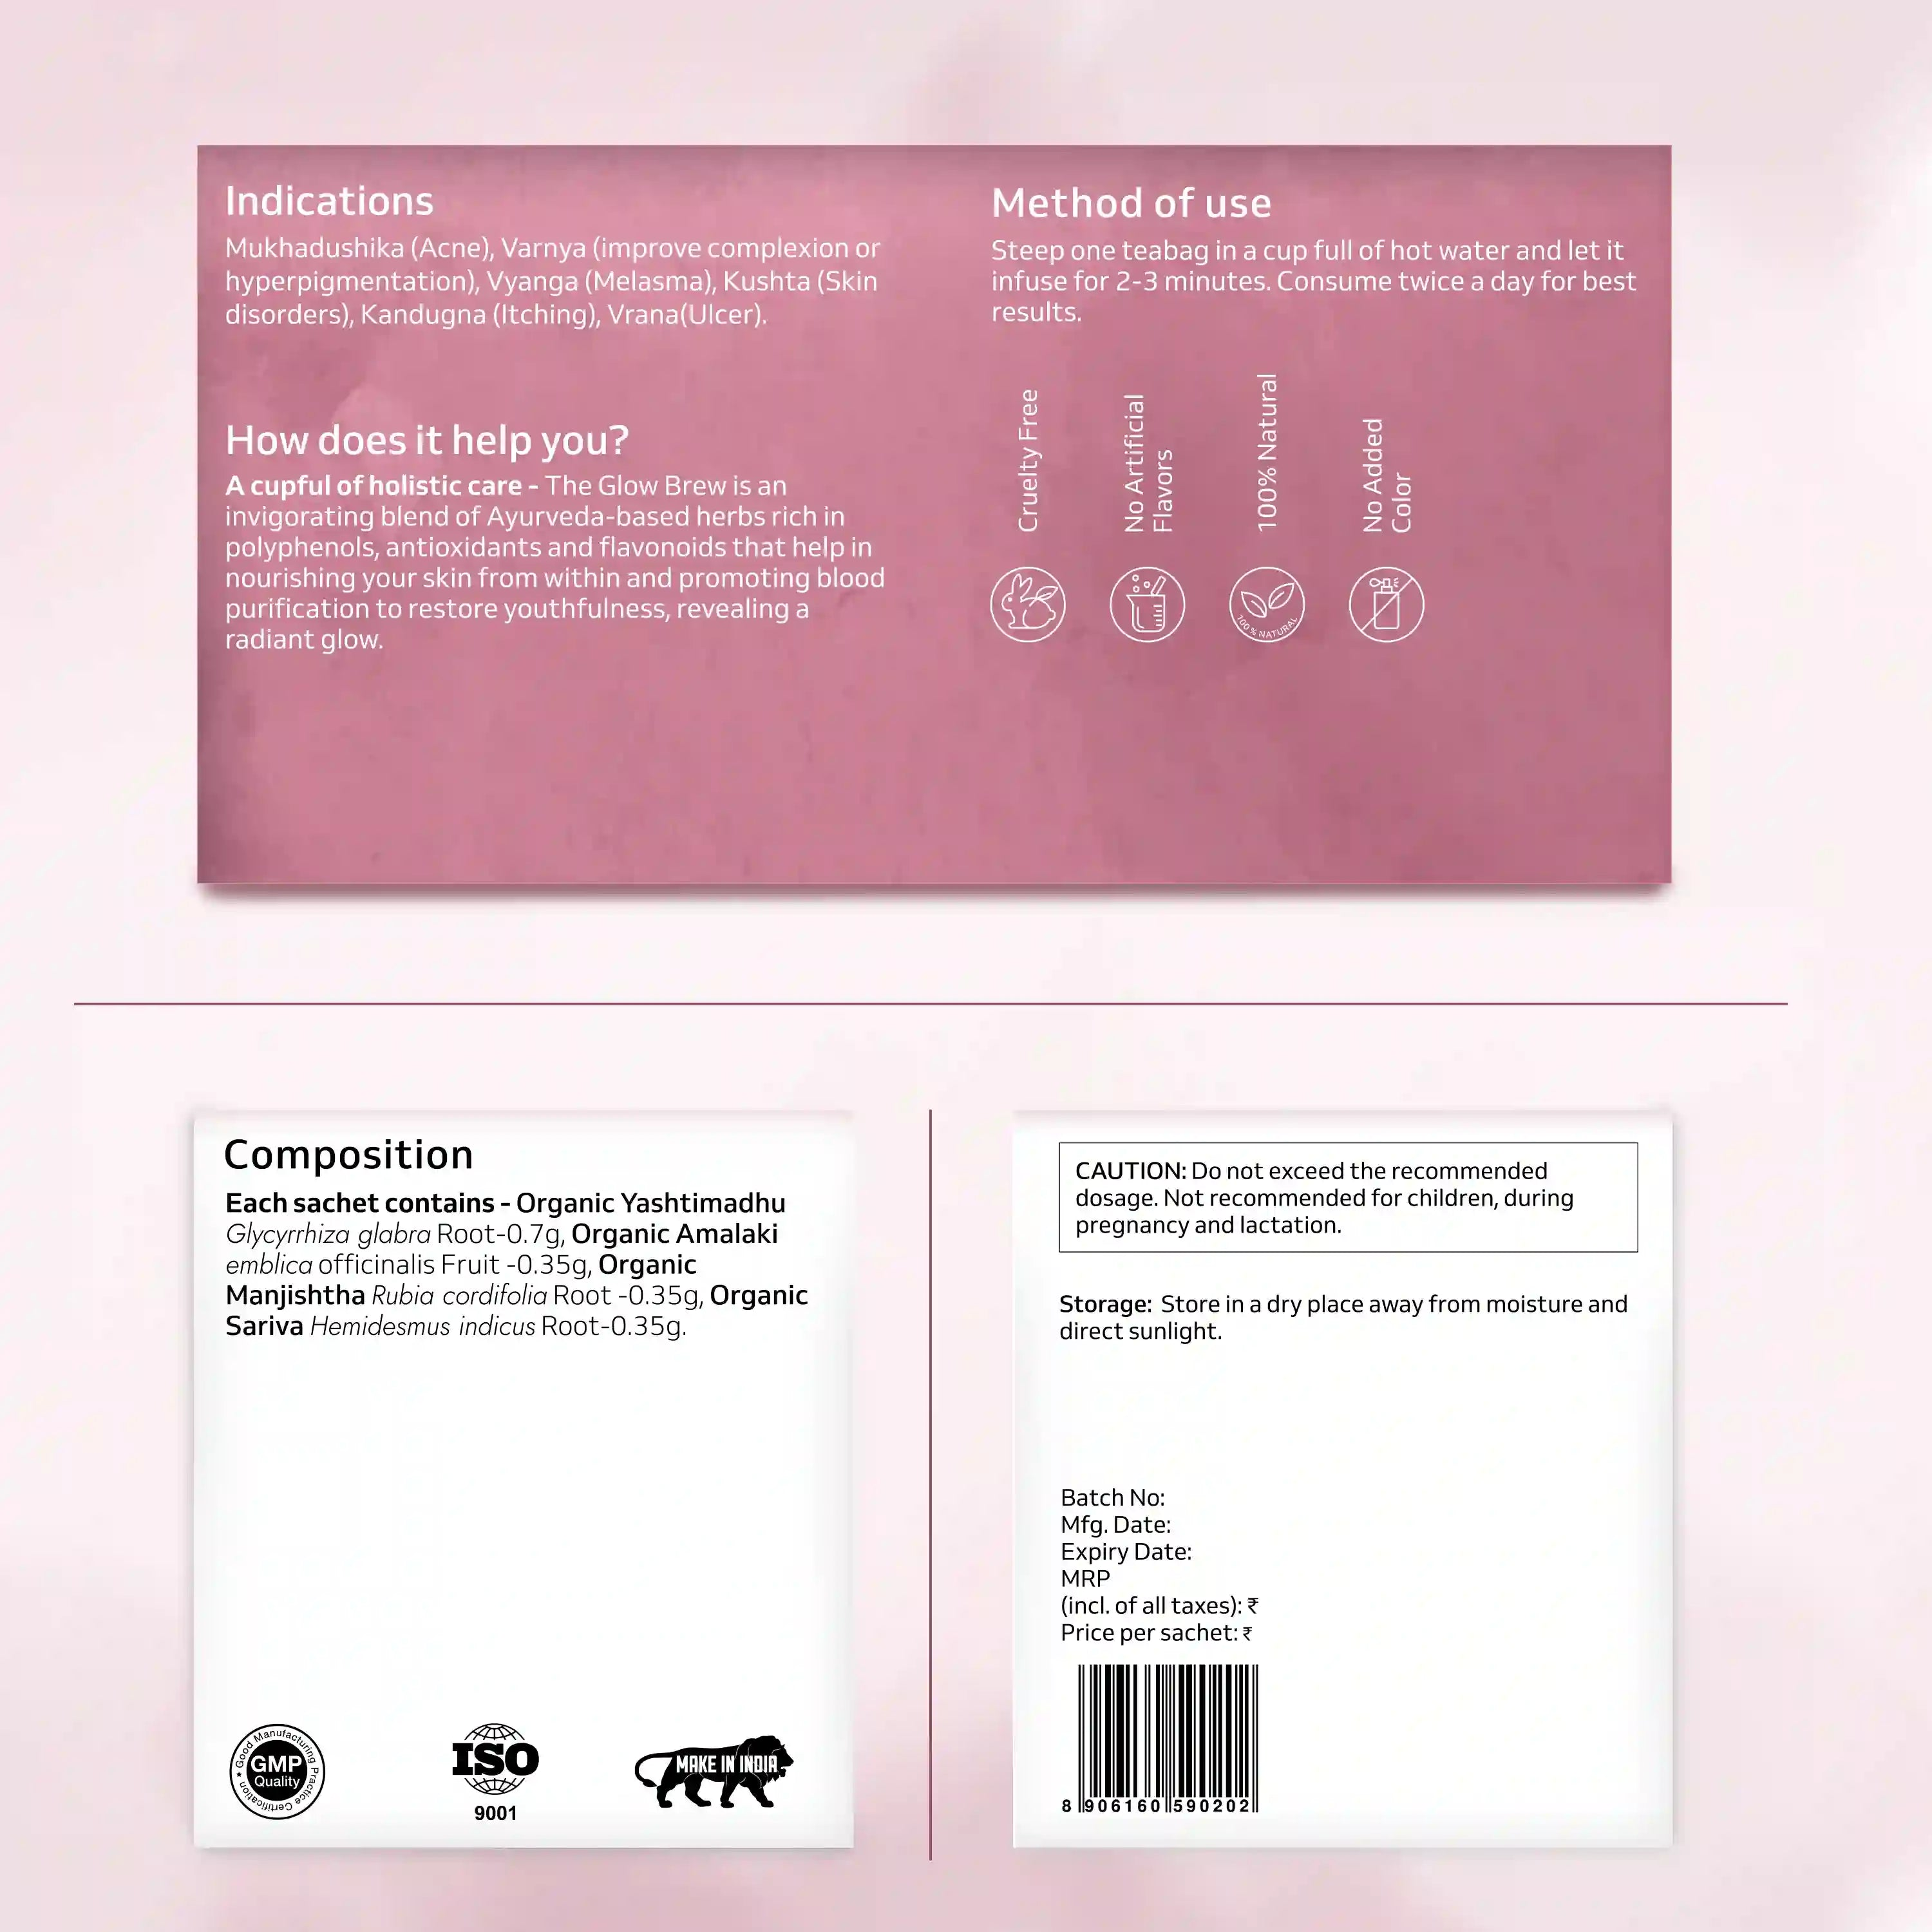 Indications
Mukhadushika (Acne), Varnya (improve complexion or
hyperpigmentation), Vyanga (Melasma), Kushta (Skin
disorders), Kandugna (Itching), Vrana(Ulcer).
How does it help you?
A cupful of holistic care - The Glow Brew is an
invigorating blend of Ayurveda-based herbs rich in
polyphenols, antioxidants and flavonoids that help in
nourishing your skin from within and promoting blood
purification to restore youthfulness, revealing a
radiant glow.
Method of use
Steep one teabag in a cup full of hot water and let it
infuse for 2-3 minutes. Consume twice a day for best
results.
Cruelty Free
No Artificial
Flavors
100% Natural
No Added
Color
100% NATURAL
Composition
Each sachet contains - Organic Yashtimadhu
Glycyrrhiza glabra Root-0.7g, Organic Amalaki
emblica officinalis Fruit -0.35g, Organic
Manjishtha Rubia cordifolia Root -0.35g, Organic
Sariva Hemidesmus indicus Root-0.35g.
Good Manufacturing Practice Certification
GMP
Quality
ISO
9001
MAKE IN INDIA
CAUTION: Do not exceed the recommended
dosage. Not recommended for children, during
pregnancy and lactation.
Storage: Store in a dry place away from moisture and
direct sunlight.
Batch No:
Mfg. Date:
Expiry Date:
MRP
(incl. of all taxes): ₹
Price per sachet: ₹
8 906160 590202